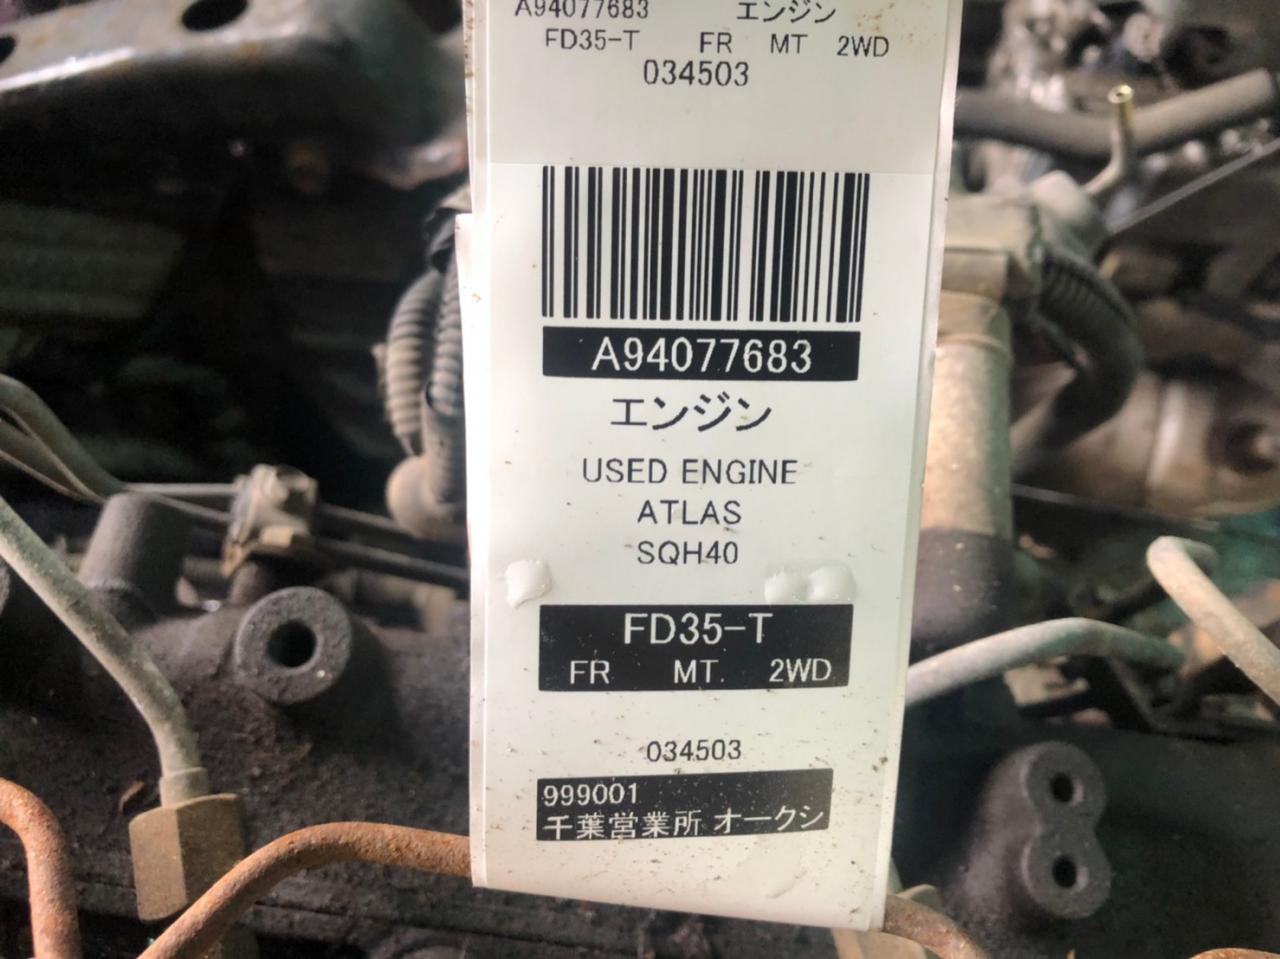 A94077683 エンジン
FD35-T FR MT 2WD
034503
A94077683
エンジン
USED ENGINE
ATLAS
SQH40
FD35-T
FR MT. 2WD
034503
999001
千葉営業所 オークシ